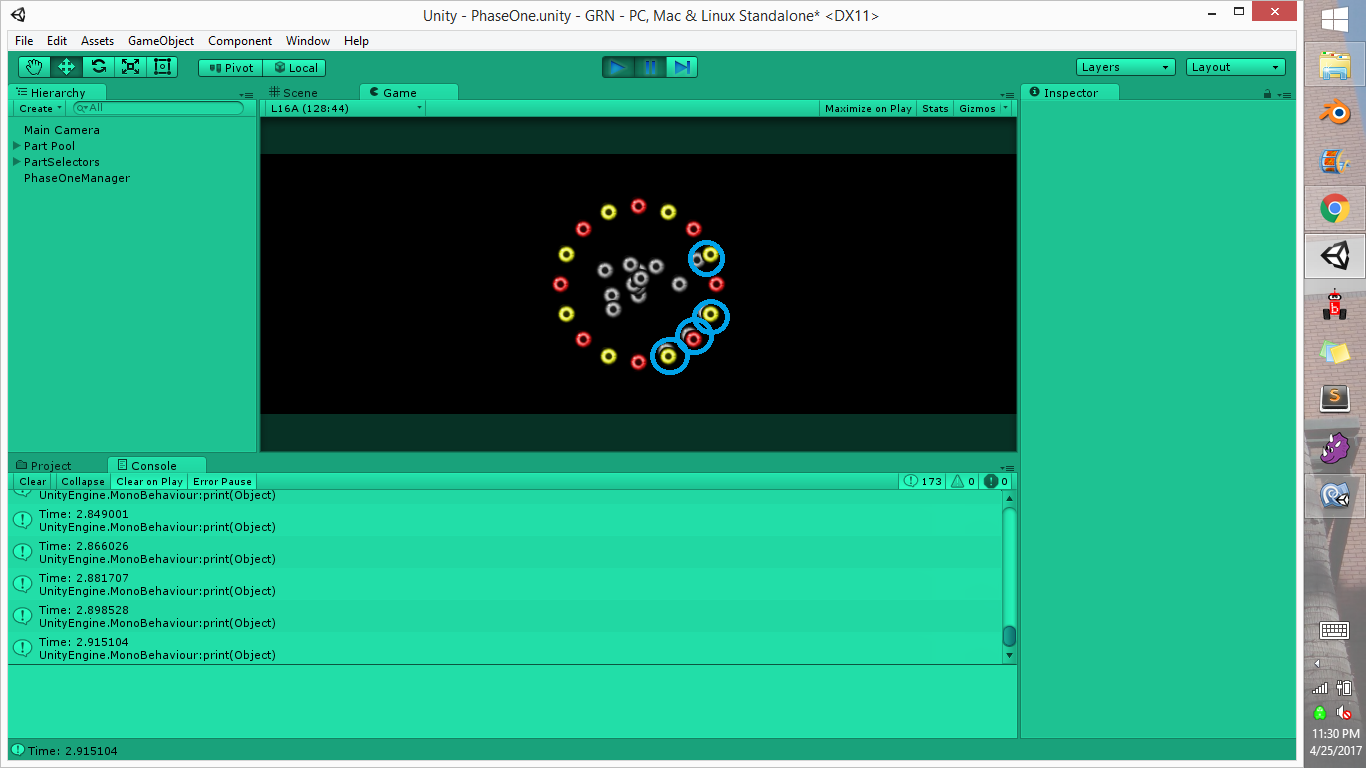 Unity - PhaseOne.unity - GRN - PC, Mac & Linux Standalone* <DX11>
File Edit Assets GameObject Component Window Help
Pivot Local Layers Layout
Hierarchy
Create All
Main Camera
Part Pool
PartSelectors
PhaseOneManager
Scene Game
L16A (128:44) Maximize on Play Stats Gizmos
Inspector
Project Console
Clear Collapse Clear on Play Error Pause 173 0 0
UnityEngine.MonoBehaviour:print(Object)
Time: 2.849001
UnityEngine.MonoBehaviour:print(Object)
Time: 2.866026
UnityEngine.MonoBehaviour:print(Object)
Time: 2.881707
UnityEngine.MonoBehaviour:print(Object)
Time: 2.898528
UnityEngine.MonoBehaviour:print(Object)
Time: 2.915104
UnityEngine.MonoBehaviour:print(Object)
Time: 2.915104
b
S
11:30 PM
4/25/2017